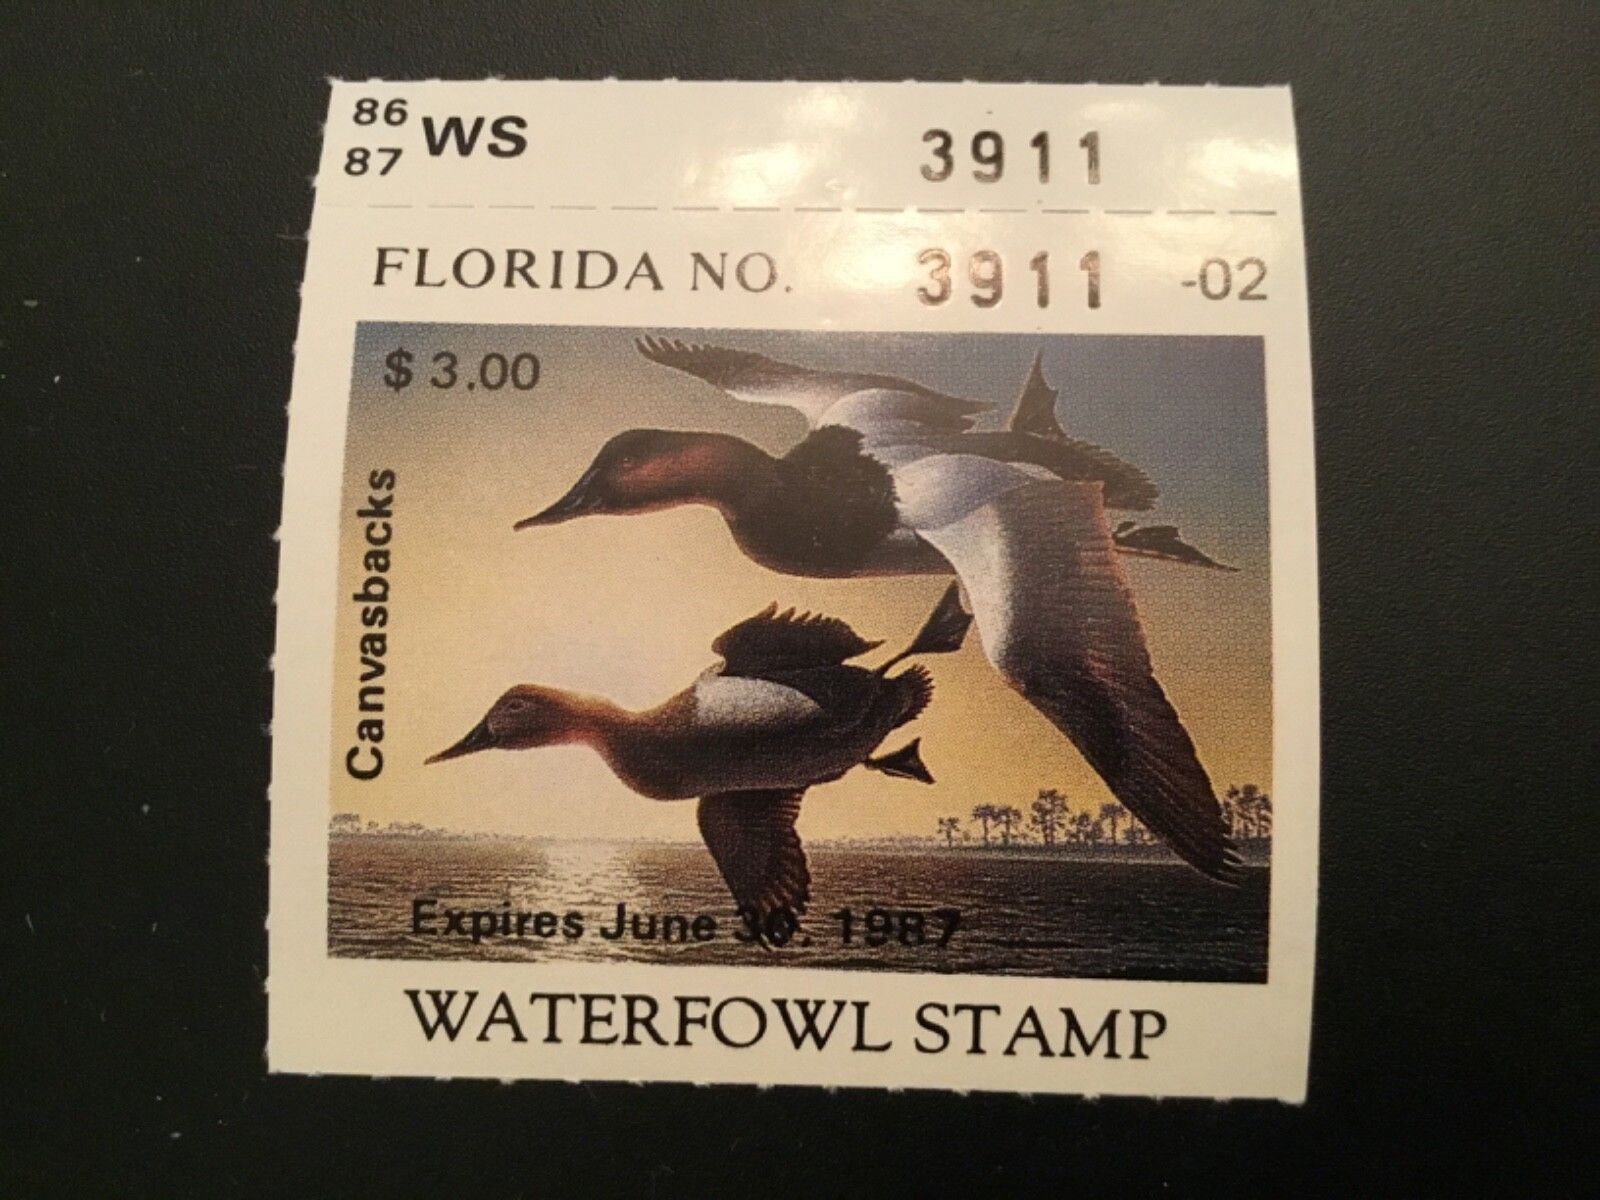 86 WS 3911
87
FLORIDA NO. 3911 -02
$ 3.00
Canvasbacks
Expires June 30, 1987
WATERFOWL STAMP